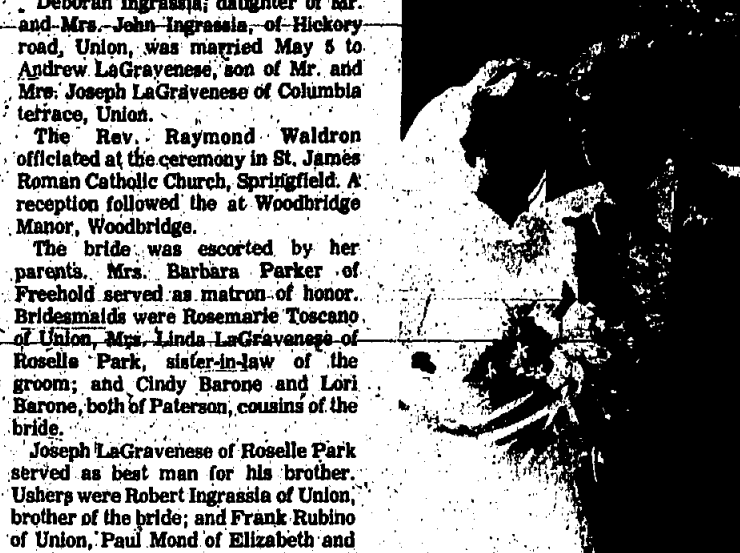 Deborah Ingrassia, daughter of Mr.
and Mrs. John Ingrassia, of Hickory
road, Union, was married May 5 to
Andrew LaGravenese, son of Mr. and
Mrs. Joseph LaGravenese of Columbia
terrace, Union.
The Rev. Raymond Waldron
officiated at the ceremony in St. James
Roman Catholic Church, Springfield. A
reception followed the at Woodbridge
Manor, Woodbridge.
The bride was escorted by her
parents. Mrs. Barbara Parker of
Freehold served as matron of honor.
Bridesmaids were Rosemarie Toscano
of Union, Mrs. Linda LaGravenese of
Roselle Park, sister-in-law of the
groom; and Cindy Barone and Lori
Barone, both of Paterson, cousins of the
bride.
Joseph LaGravenese of Roselle Park
served as best man for his brother.
Ushers were Robert Ingrassia of Union,
brother of the bride; and Frank Rubino
of Union, Paul Mond of Elizabeth and